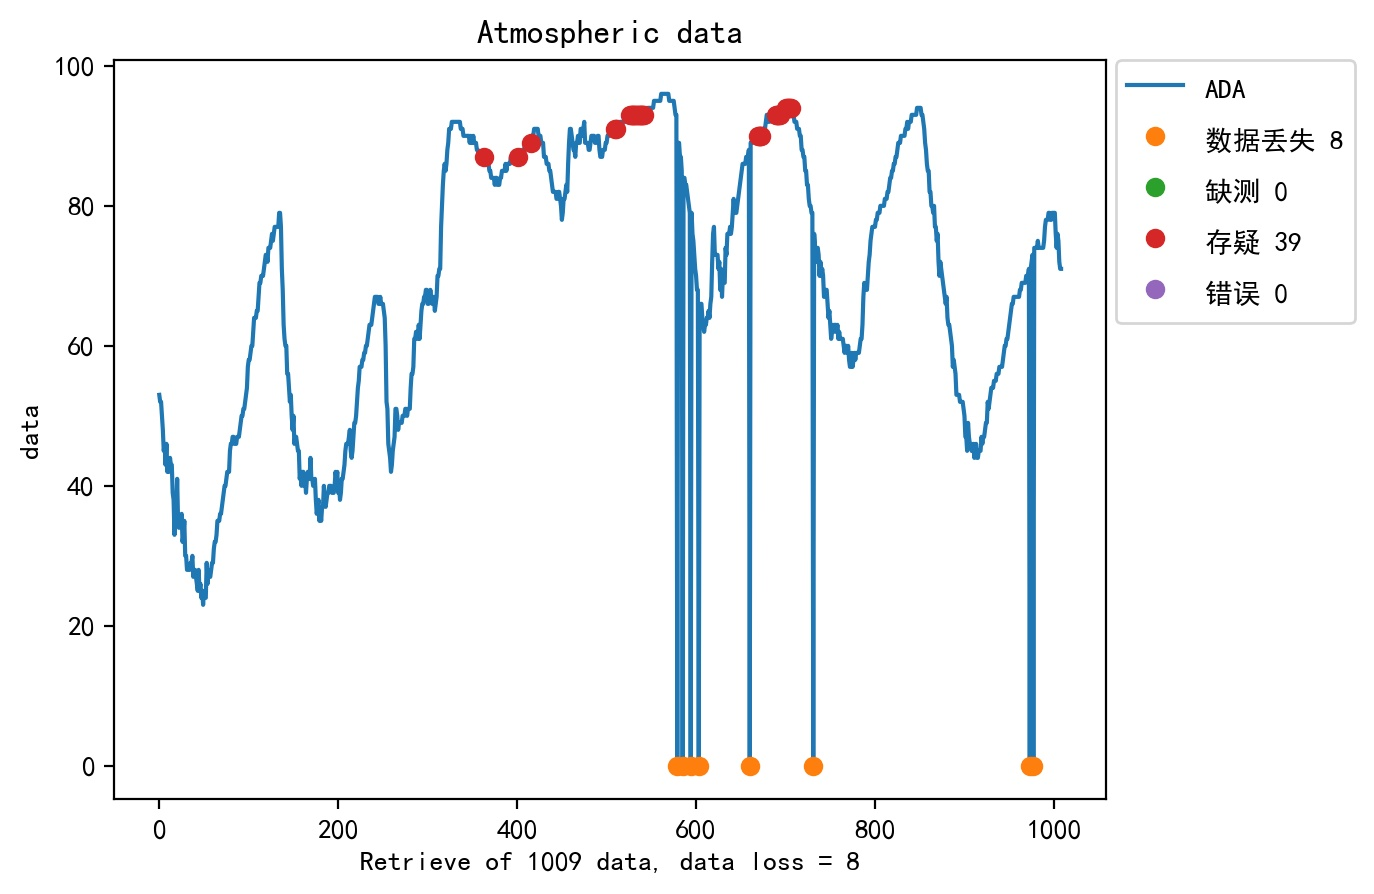 Atmospheric data
100
80
60
40
20
0
data
0 200 400 600 800 1000
Retrieve of 1009 data, data loss = 8
ADA
数据丢失 8
缺测 0
存疑 39
错误 0